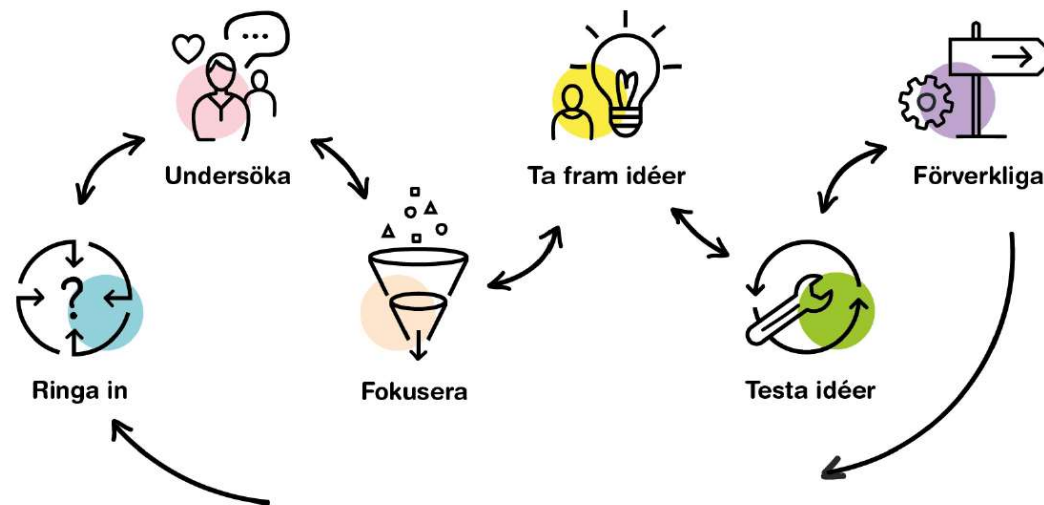 Undersöka
Ta fram idéer
Förverkliga
Ringa in
Fokusera
Testa idéer